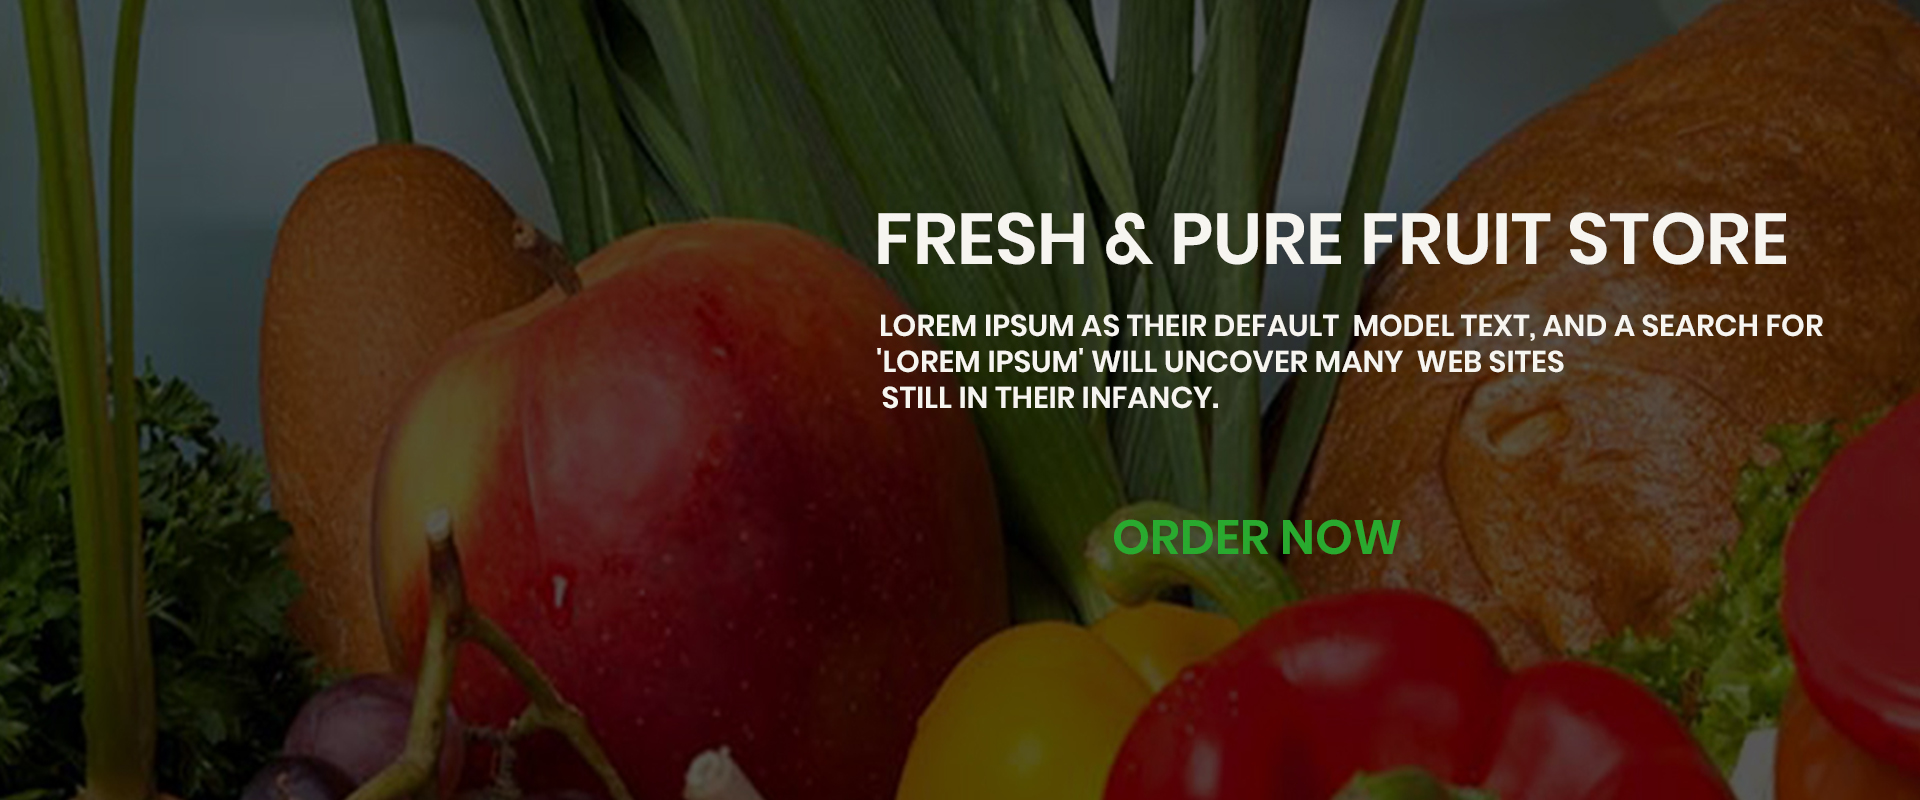 FRESH & PURE FRUIT STORE
LOREM IPSUM AS THEIR DEFAULT MODEL TEXT, AND A SEARCH FOR
'LOREM IPSUM' WILL UNCOVER MANY WEB SITES
STILL IN THEIR INFANCY.
ORDER NOW